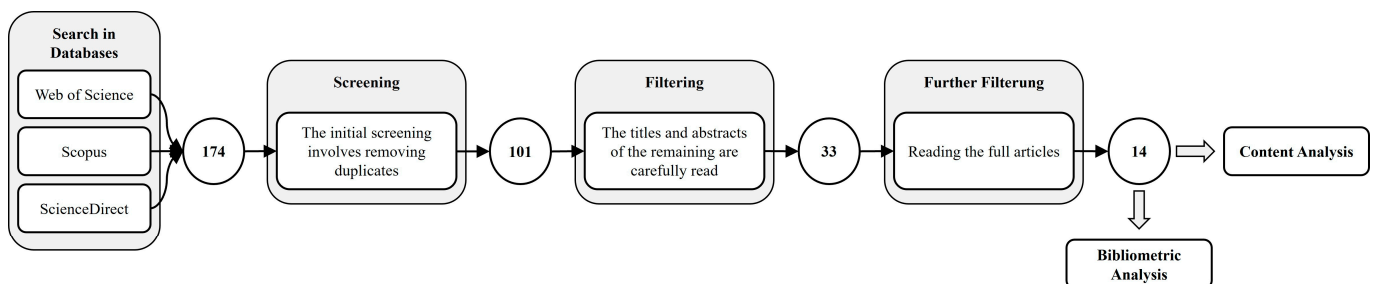 Search in
Databases
Web of Science
Scopus
ScienceDirect
174
Screening
The initial screening
involves removing
duplicates
101
Filtering
The titles and abstracts
of the remaining are
carefully read
33
Further Filterung
Reading the full articles
14
Content Analysis
Bibliometric
Analysis